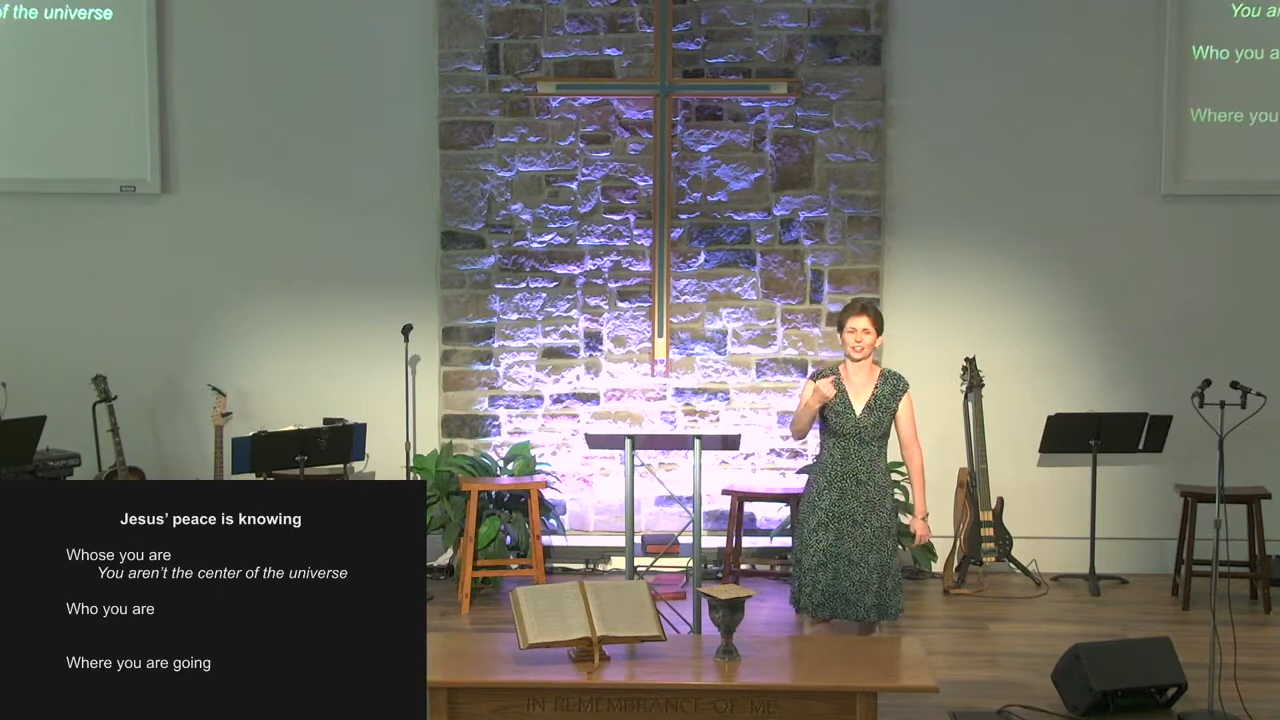 of the universe
You a
Who you a
Where you
Jesus' peace is knowing
Whose you are
You aren't the center of the universe
Who you are
Where you are going
IN REMEMBRANCE OF ME